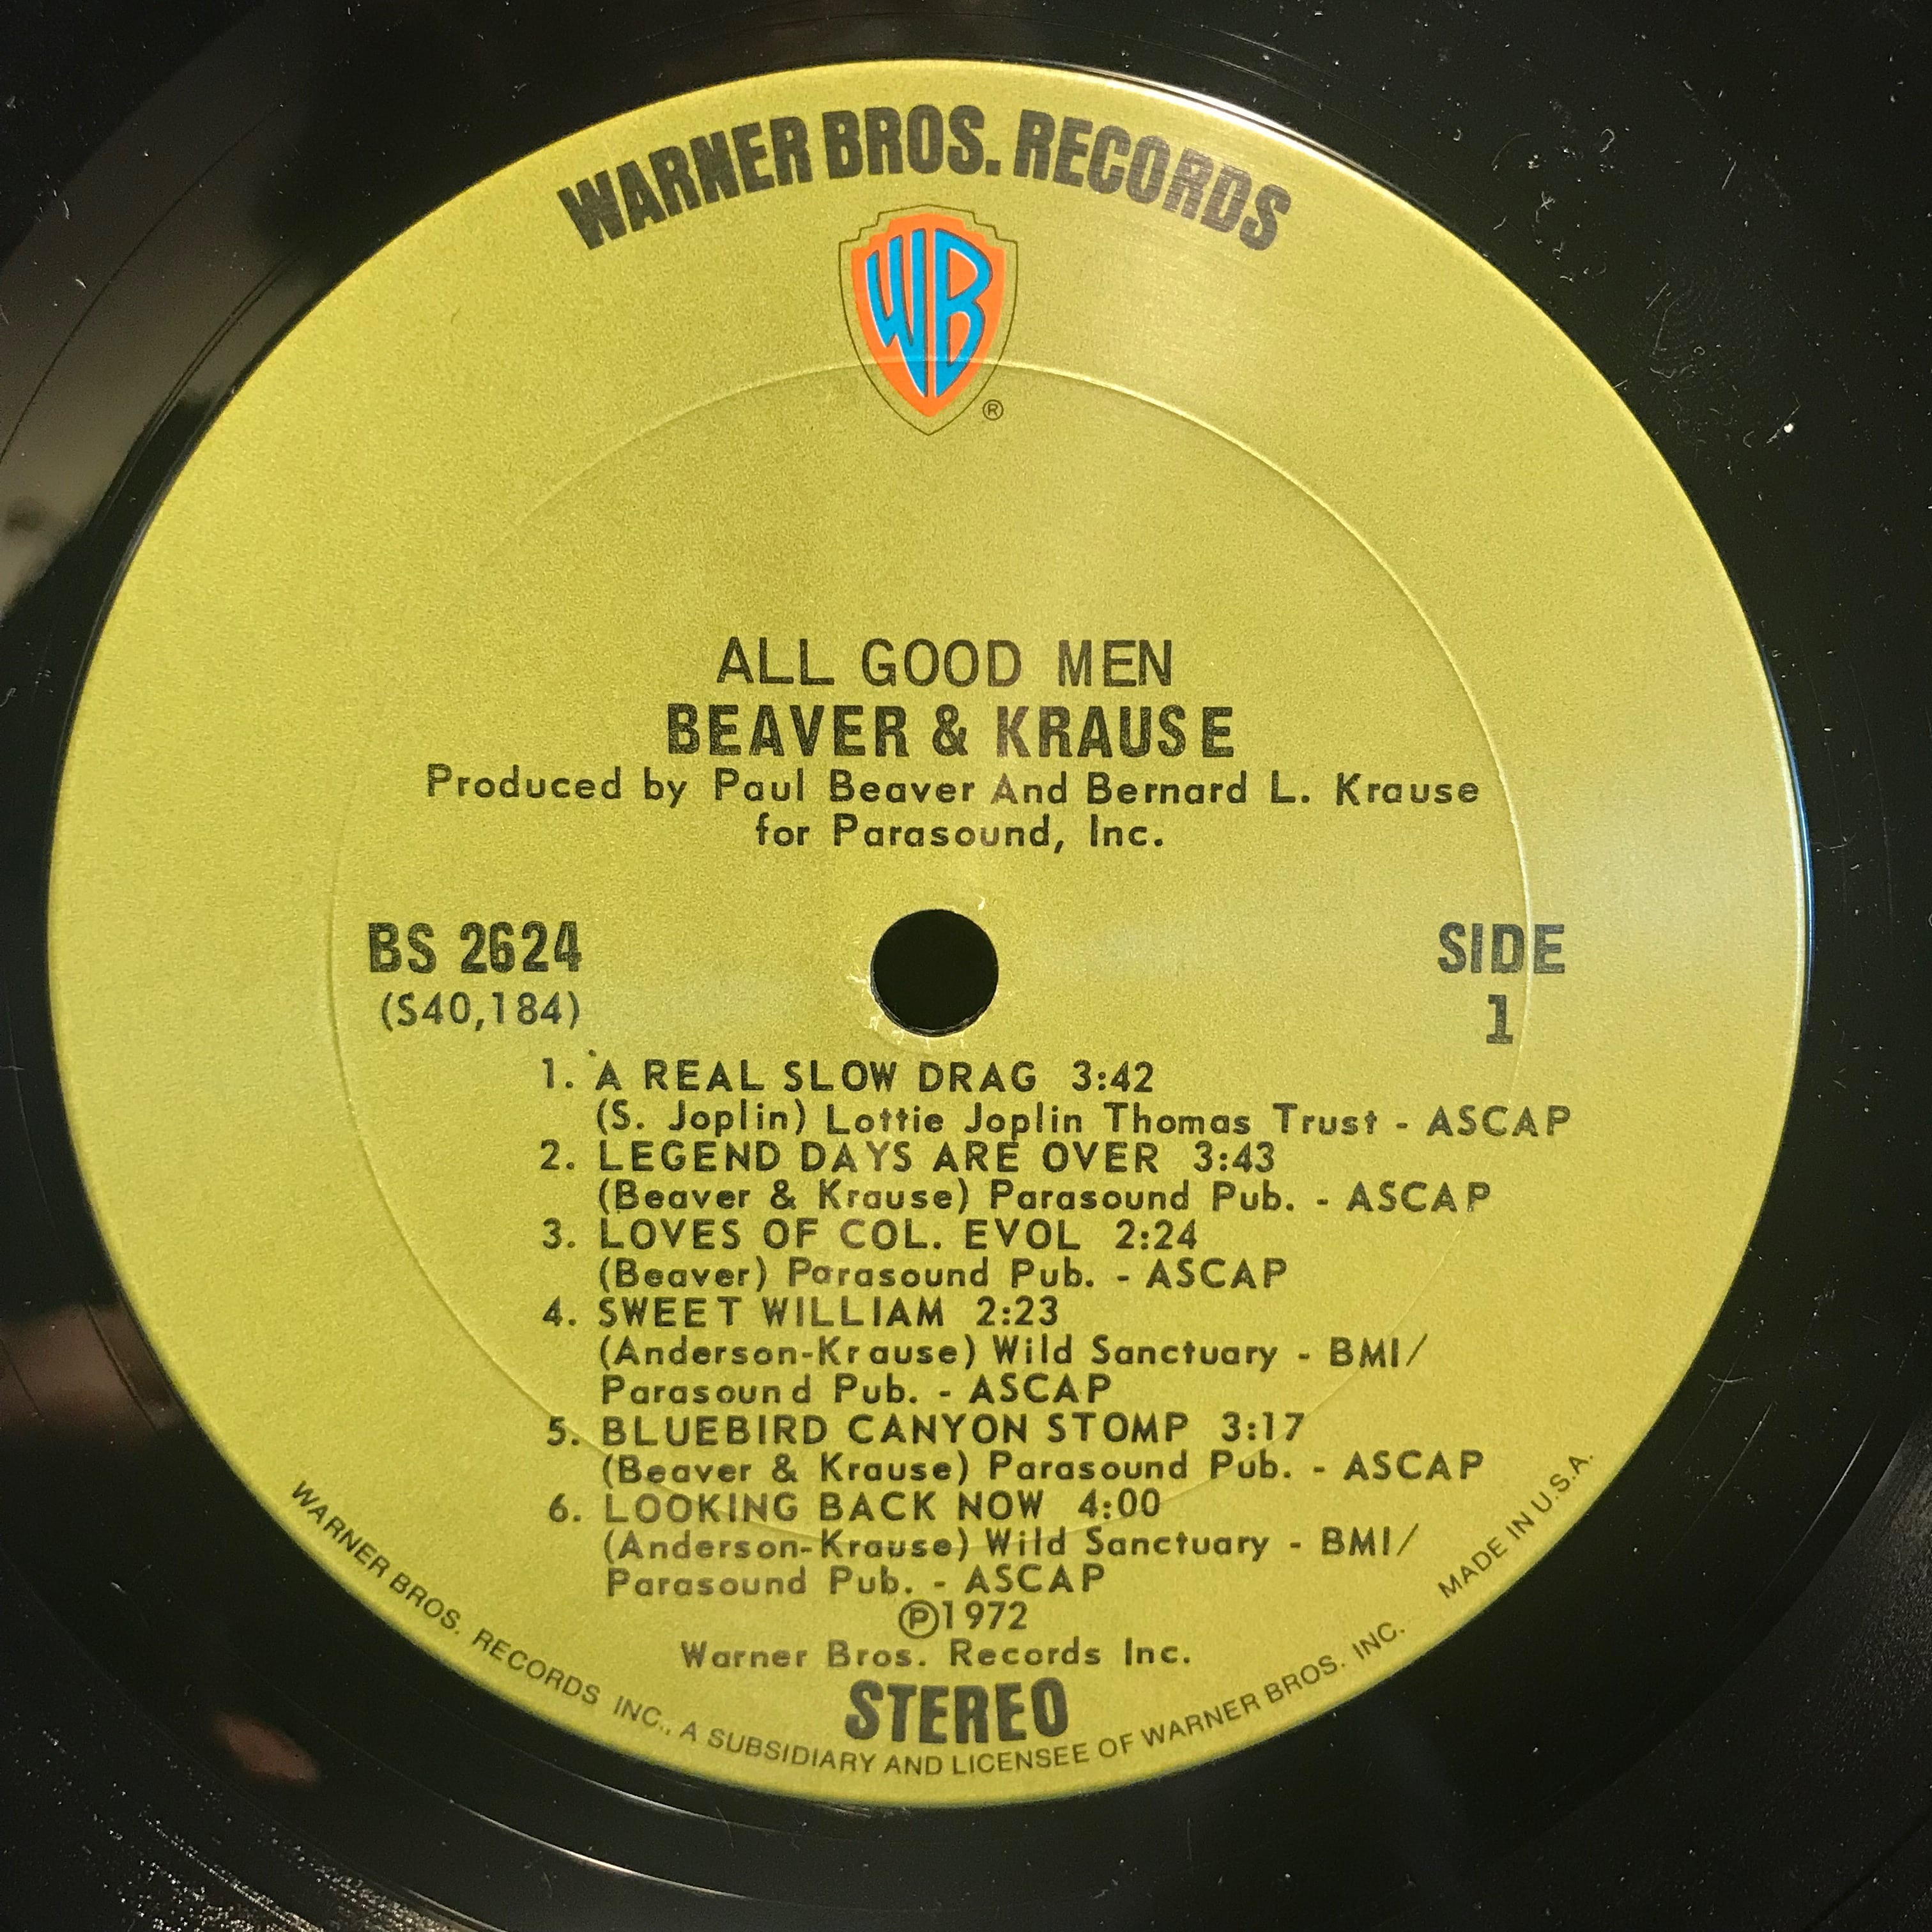 WARNER BROS. RECORDS
WB
®
ALL GOOD MEN
BEAVER & KRAUSE
Produced by Paul Beaver And Bernard L. Krause
for Parasound, Inc.
BS 2624
(S40,184)
SIDE
1
1. A REAL SLOW DRAG 3:42
(S. Joplin) Lottie Joplin Thomas Trust - ASCAP
2. LEGEND DAYS ARE OVER 3:43
(Beaver & Krause) Parasound Pub. - ASCAP
3. LOVES OF COL. EVOL 2:24
(Beaver) Parasound Pub. - ASCAP
4. SWEET WILLIAM 2:23
(Anderson-Krause) Wild Sanctuary - BMI/
Parasound Pub. - ASCAP
5. BLUEBIRD CANYON STOMP 3:17
(Beaver & Krause) Parasound Pub. - ASCAP
6. LOOKING BACK NOW 4:00
(Anderson-Krause) Wild Sanctuary - BMI/
Parasound Pub. - ASCAP
℗1972
Warner Bros. Records Inc.
STEREO
WARNER BROS. RECORDS INC., A SUBSIDIARY AND LICENSEE OF WARNER BROS. INC. MADE IN U.S.A.